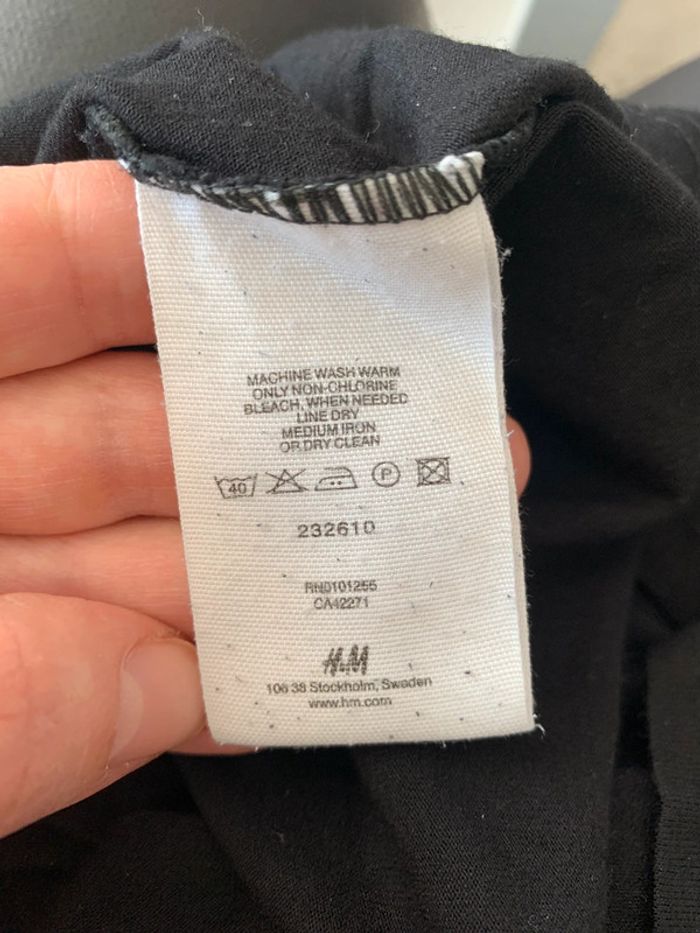 MACHINE WASH WARM
ONLY NON-CHLORINE
BLEACH, WHEN NEEDED
LINE DRY
MEDIUM IRON
OR DRY CLEAN
40 P
232610
RN0101255
CA42271
H&M
106 38 Stockholm, Sweden
www.hm.com